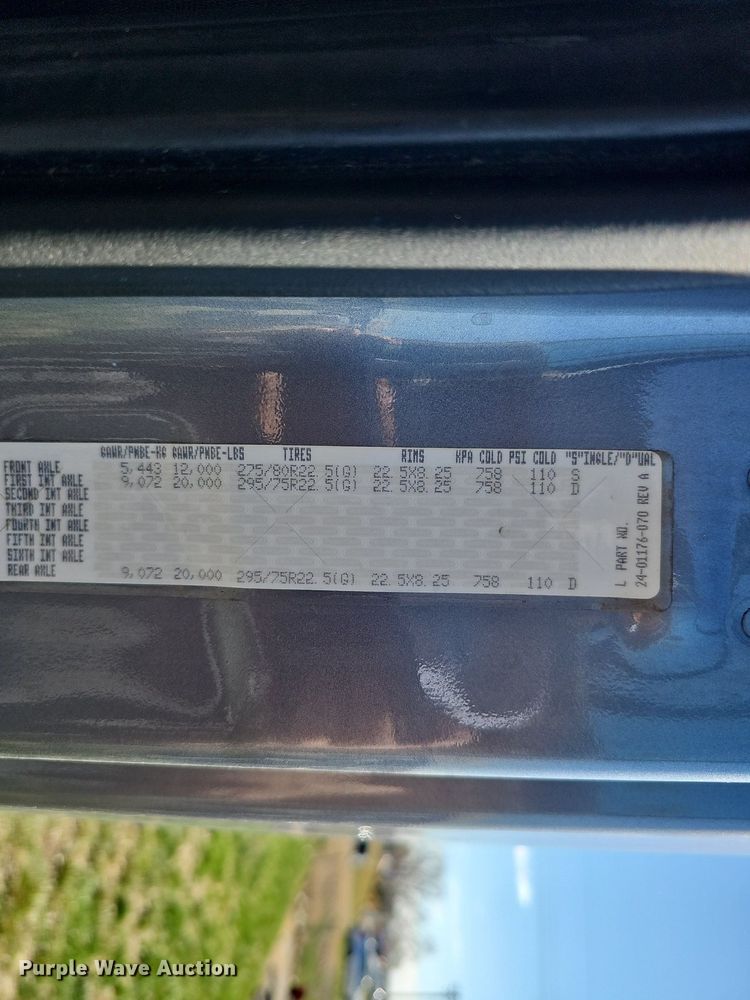 GAWR/PNBE-KG GAWR/PNBE-LBS TIRES RIMS KPA COLD PSI COLD "S"INGLE/"D"UAL
FRONT AXLE 5,443 12,000 275/80R22.5(G) 22.5X8.25 758 110 S
FIRST INT AXLE 9,072 20,000 295/75R22.5(G) 22.5X8.25 758 110 D
SECOND INT AXLE
THIRD INT AXLE
FOURTH INT AXLE
FIFTH INT AXLE
SIXTH INT AXLE
REAR AXLE 9,072 20,000 295/75R22.5(G) 22.5X8.25 758 110 D
L PART NO.
24-01176-070 REV A
Purple Wave Auction